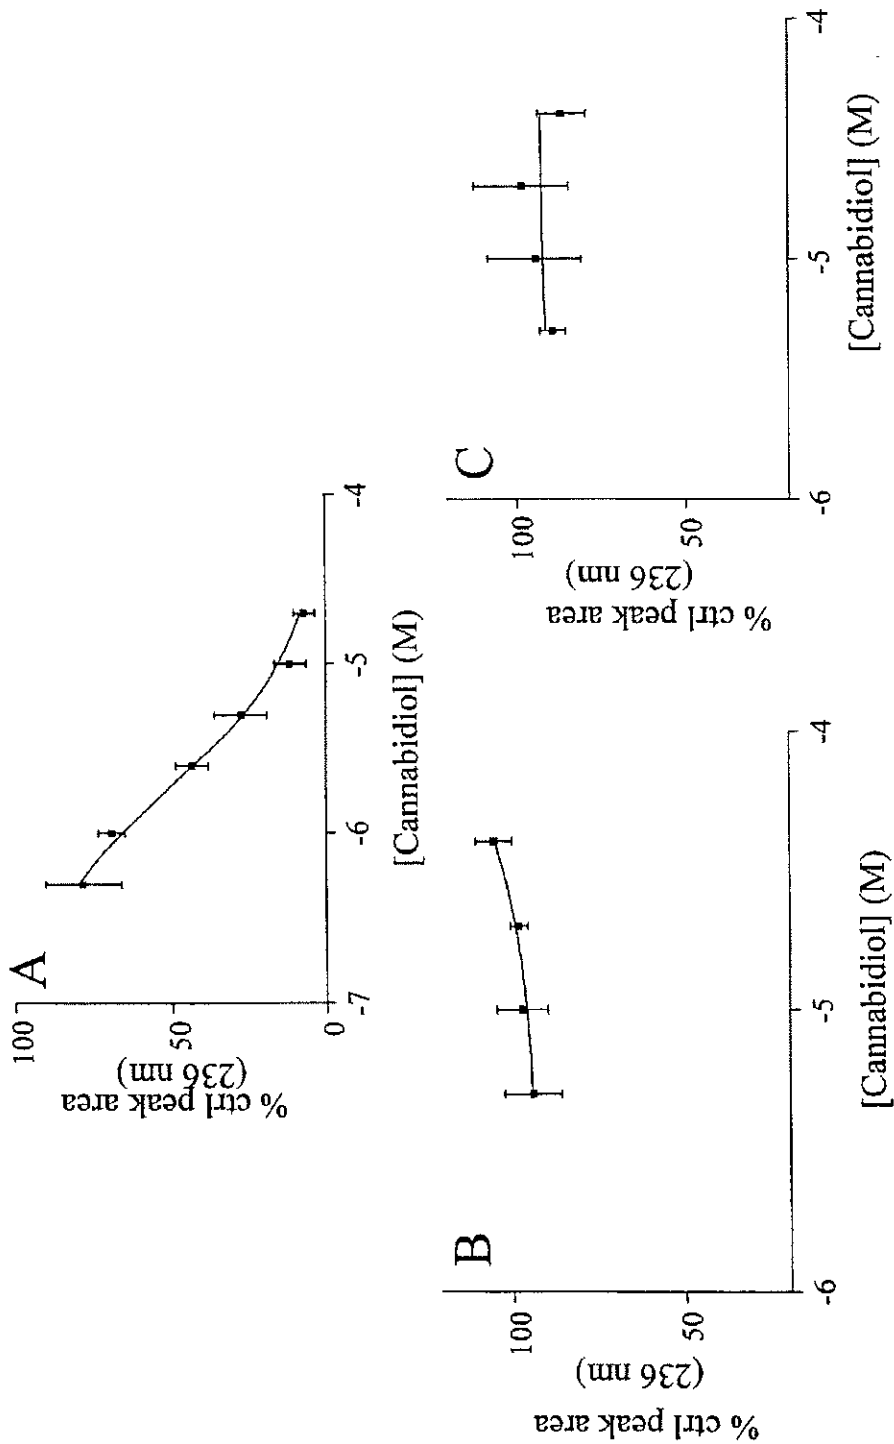 A
% ctrl peak area
(236 nm)
100
50
0
-7
-6
-5
-4
[Cannabidiol] (M)
B
% ctrl peak area
(236 nm)
100
50
-6
-5
-4
[Cannabidiol] (M)
C
% ctrl peak area
(236 nm)
100
50
-6
-5
-4
[Cannabidiol] (M)